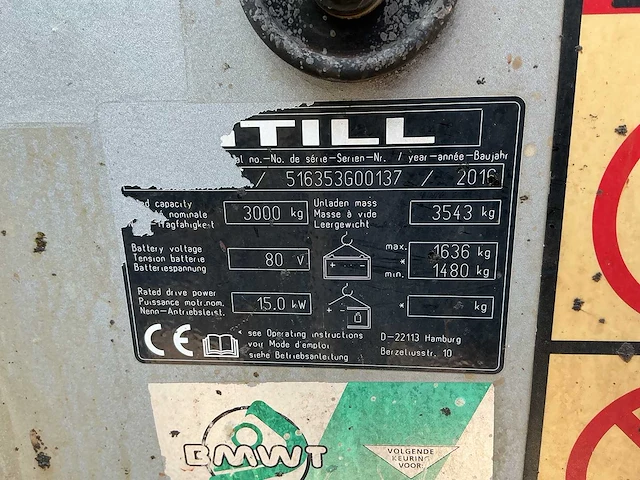 TILL
al no.-No. de série-Serien-Nr. / year-année-Baujahr
/ 516353G00137 / 2016
d capacity
nominale
Tragfähigkeit
3000 kg
Unladen mass
Masse à vide
Leergewicht
3543 kg
Battery voltage
Tension batterie
Batteriespannung
80 V
+ -
max. 1636 kg
*
min. 1480 kg
Rated drive power
Puissance mot.nom.
Nenn-Antriebsleist.
15.0 kW
+ -
* kg
CE
* see Operating instructions
voir Mode d'emploi
siehe Betriebsanleitung
D-22113 Hamburg
Berzeliusstr. 10
BMWT
VOLGENDE
KEURING
VOOR: